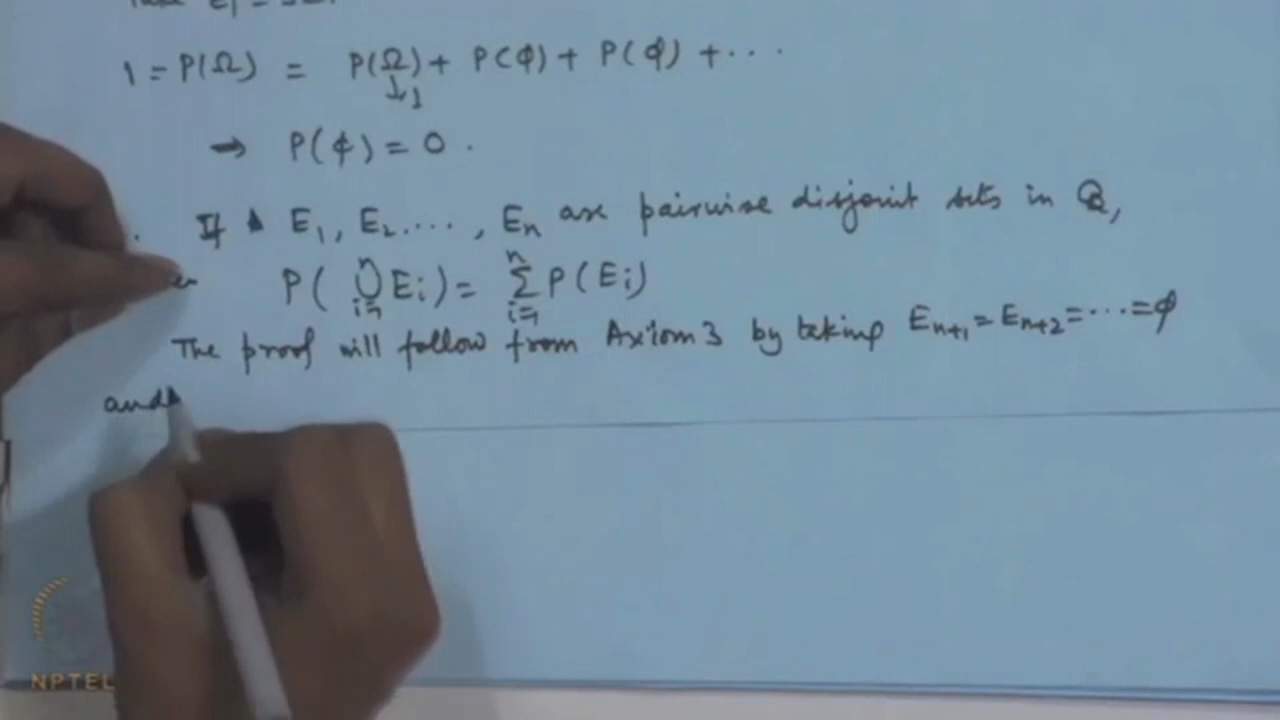 1 = P(Ω) = P(Ω) + P(ϕ) + P(ϕ) + ...
↓ 1
⇒ P(ϕ) = 0 .
If E₁, E₂ ...., Eₙ are pairwise disjoint sets in B,
P( ⋃ᵢ₌₁ⁿ Eᵢ) = ∑ᵢ₌₁ⁿ P(Eᵢ)
The proof will follow from Axiom 3 by taking Eₙ₊₁ = Eₙ₊₂ = ... = ϕ
and
NPTEL